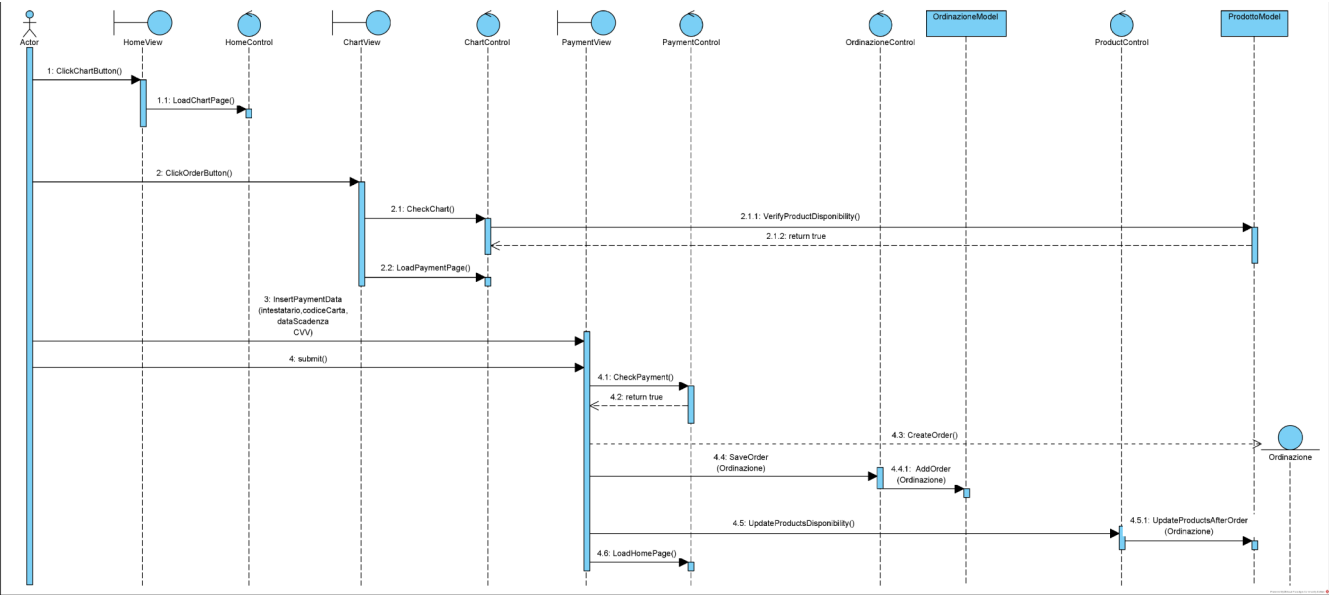 OrdinazioneModel
ProdottoModel
Actor
HomeView
HomeControl
ChartView
ChartControl
PaymentView
PaymentControl
OrdinazioneControl
ProductControl
1: ClickChartButton()
1.1: LoadChartPage()
2: ClickOrderButton()
2.1: CheckChart()
2.1.1: VerifyProductDisponibility()
2.1.2: return true
2.2: LoadPaymentPage()
3: InsertPaymentData
(intestatario,codiceCarta,
dataScadenza
CVV)
4: submit()
4.1: CheckPayment()
4.2: return true
4.3: CreateOrder()
Ordinazione
4.4: SaveOrder
(Ordinazione)
4.4.1: AddOrder
(Ordinazione)
4.5: UpdateProductsDisponibility()
4.5.1: UpdateProductsAfterOrder
(Ordinazione)
4.6: LoadHomePage()